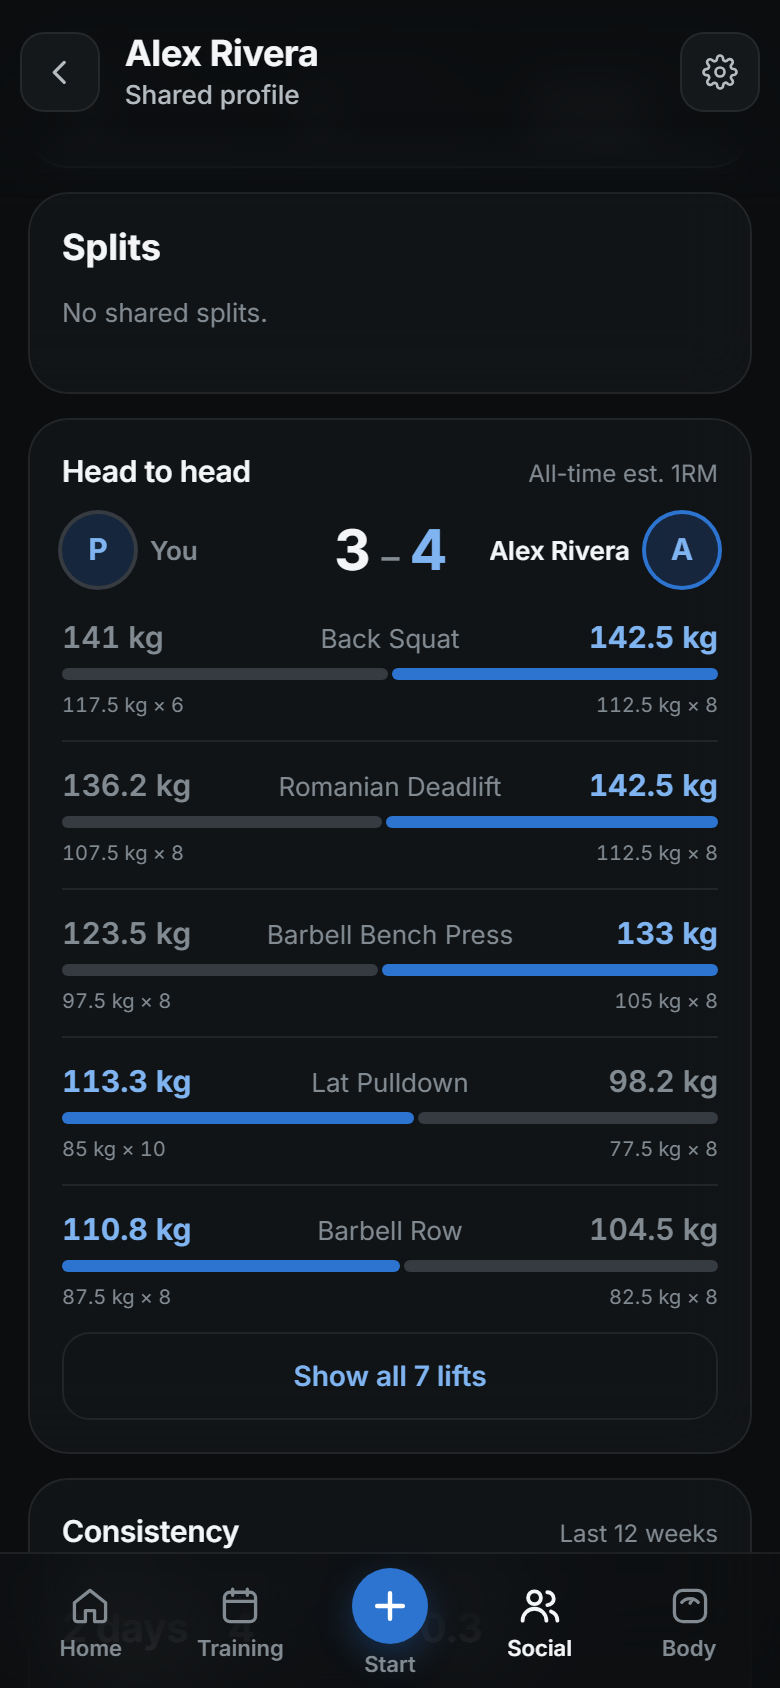 Alex Rivera
Shared profile
Splits
No shared splits.
Head to head
All-time est. 1RM
P
You
3 – 4
Alex Rivera
A
141 kg
Back Squat
142.5 kg
117.5 kg × 6
112.5 kg × 8
136.2 kg
Romanian Deadlift
142.5 kg
107.5 kg × 8
112.5 kg × 8
123.5 kg
Barbell Bench Press
133 kg
97.5 kg × 8
105 kg × 8
113.3 kg
Lat Pulldown
98.2 kg
85 kg × 10
77.5 kg × 8
110.8 kg
Barbell Row
104.5 kg
87.5 kg × 8
82.5 kg × 8
Show all 7 lifts
Consistency
Last 12 weeks
2 days
4
Home
Training
Start
Social
Body